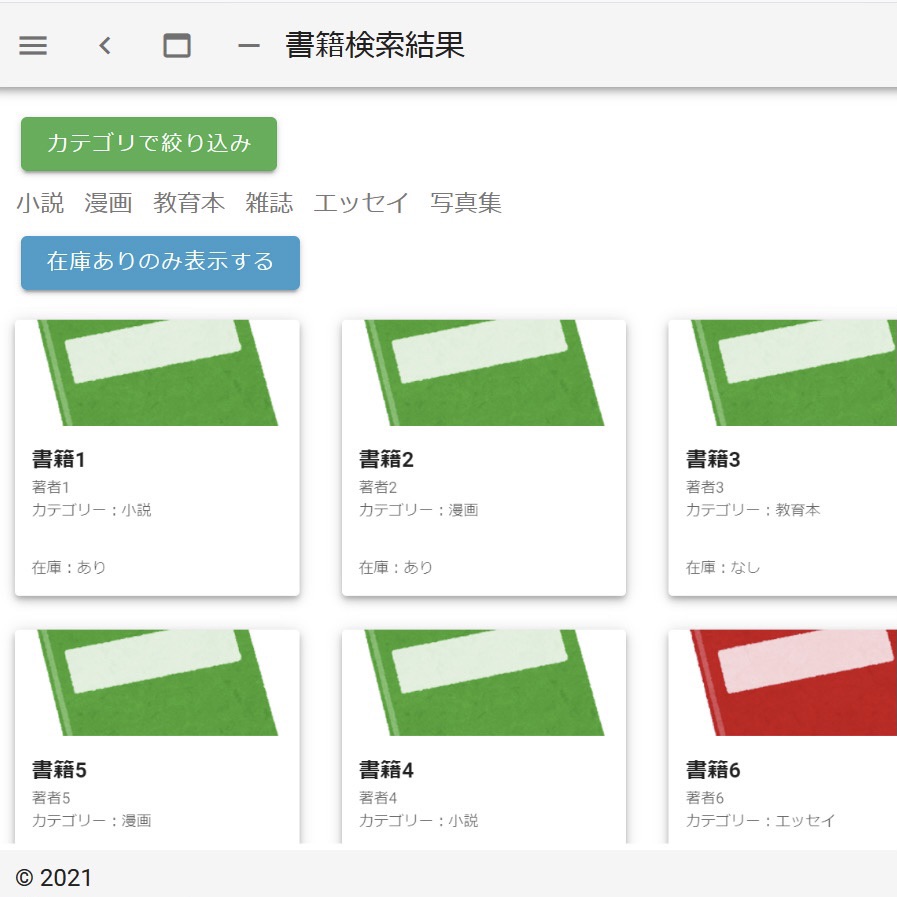 書籍検索結果
カテゴリで絞り込み
小説 漫画 教育本 雑誌 エッセイ 写真集
在庫ありのみ表示する
書籍1
著者1
カテゴリー：小説
在庫：あり
書籍2
著者2
カテゴリー：漫画
在庫：あり
書籍3
著者3
カテゴリー：教育本
在庫：なし
書籍5
著者5
カテゴリー：漫画
書籍4
著者4
カテゴリー：小説
書籍6
著者6
カテゴリー：エッセイ
© 2021